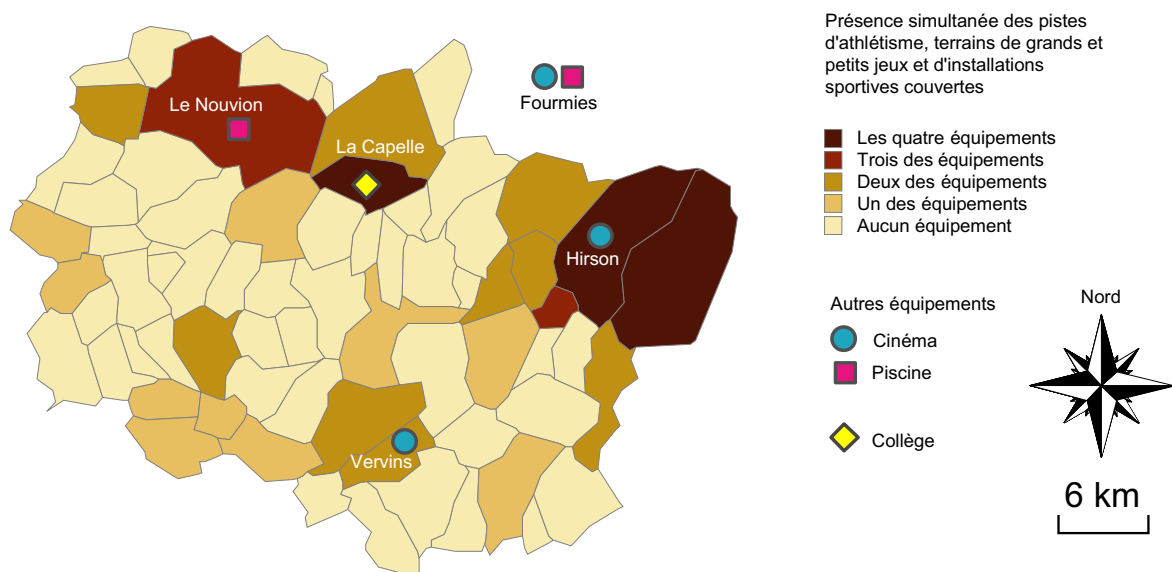 Présence simultanée des pistes
d'athlétisme, terrains de grands et
petits jeux et d'installations
sportives couvertes
Fourmies
Le Nouvion
La Capelle
Hirson
Vervins
Les quatre équipements
Trois des équipements
Deux des équipements
Un des équipements
Aucun équipement
Autres équipements
Cinéma
Piscine
Collège
Nord
6 km